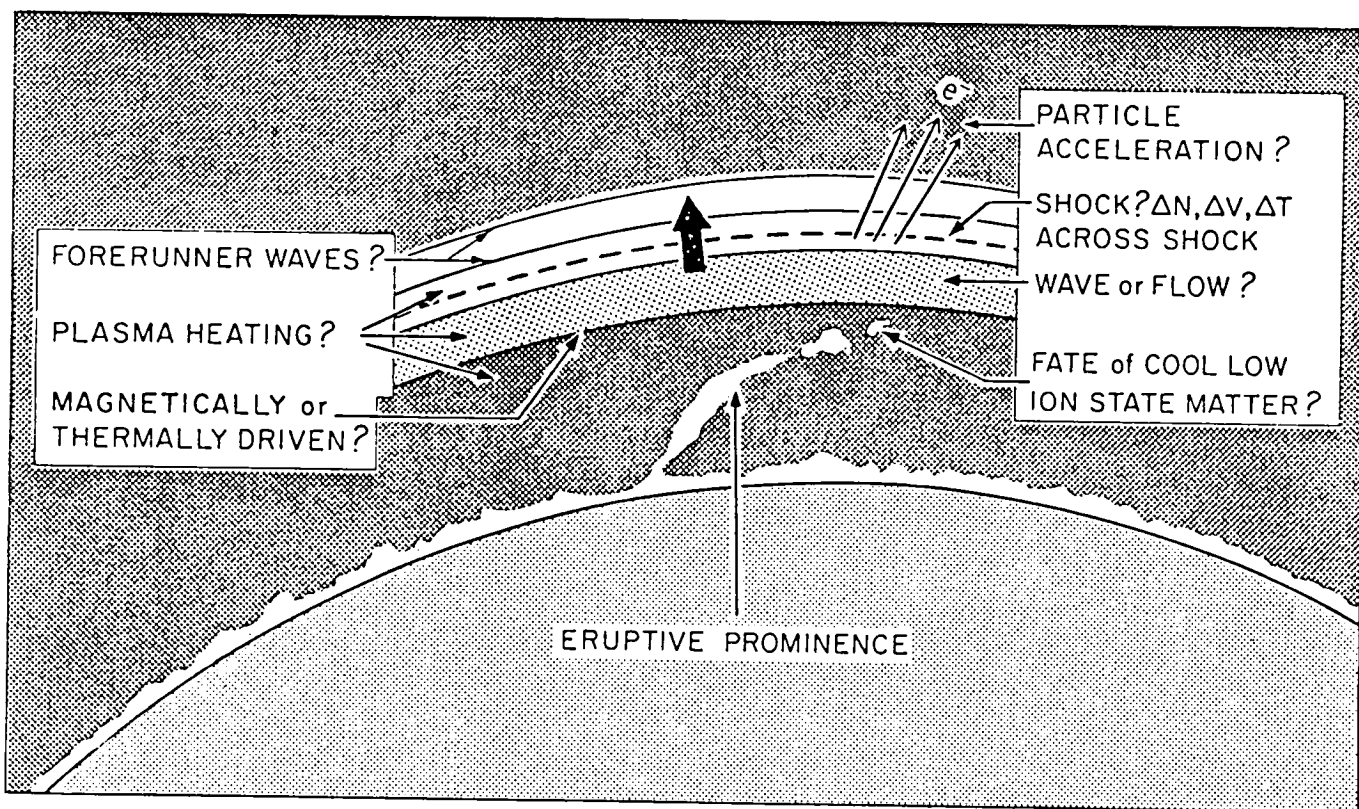 e-
PARTICLE
ACCELERATION?
SHOCK? ΔN, ΔV, ΔT
ACROSS SHOCK
WAVE or FLOW?
FATE of COOL LOW
ION STATE MATTER?
FORERUNNER WAVES?
PLASMA HEATING?
MAGNETICALLY or
THERMALLY DRIVEN?
ERUPTIVE PROMINENCE